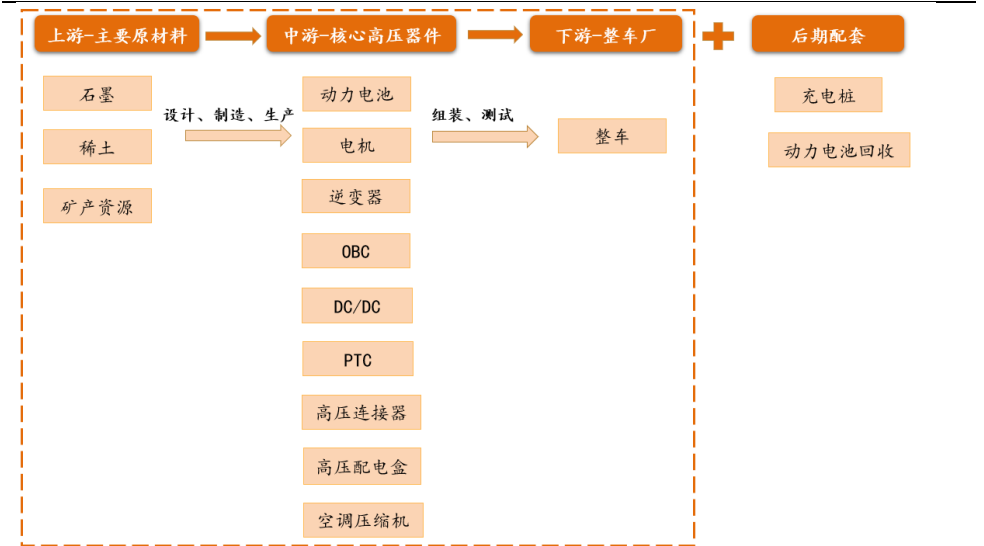 上游-主要原材料
中游-核心高压器件
下游-整车厂
后期配套
石墨
稀土
矿产资源
设计、制造、生产
动力电池
电机
逆变器
OBC
DC/DC
PTC
高压连接器
高压配电盒
空调压缩机
组装、测试
整车
充电桩
动力电池回收